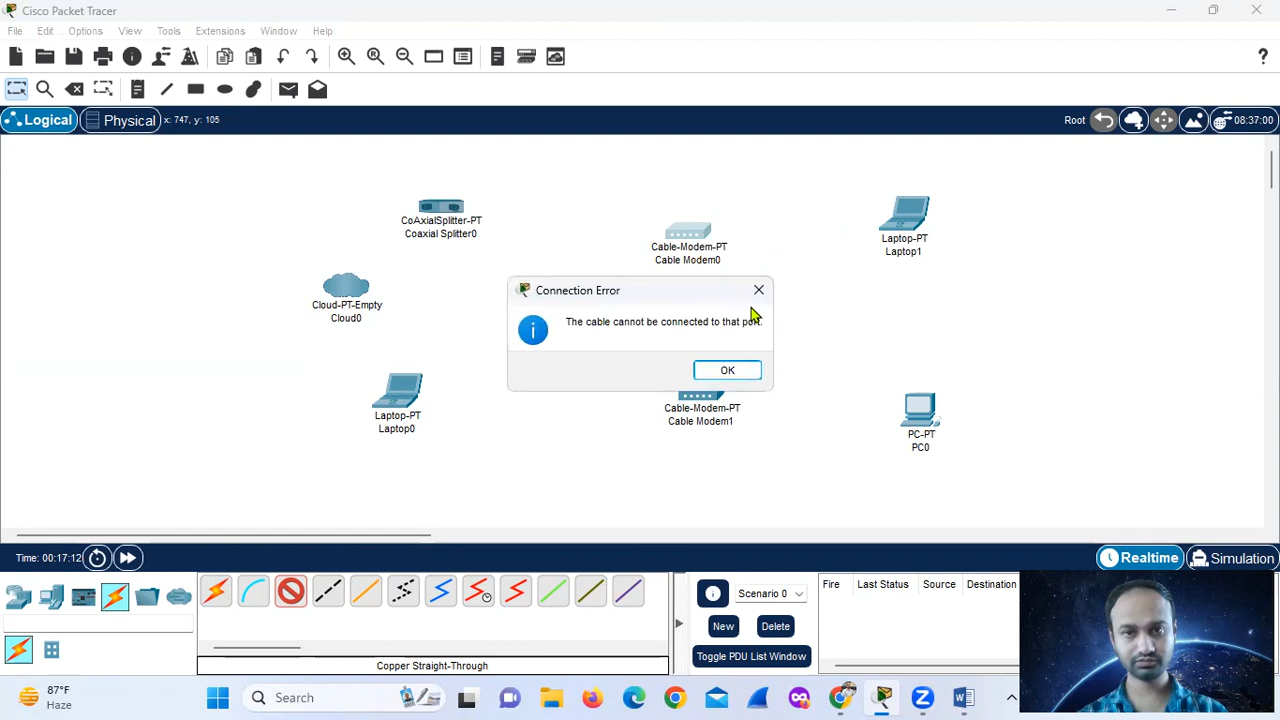 Cisco Packet Tracer
File Edit Options View Tools Extensions Window Help
Logical Physical x: 747, y: 105 Root 08:37:00
CoAxialSplitter-PT
Coaxial Splitter0
Cable-Modem-PT
Cable Modem0
Laptop-PT
Laptop1
Cloud-PT-Empty
Cloud0
Connection Error
The cable cannot be connected to that port.
OK
Laptop-PT
Laptop0
Cable-Modem-PT
Cable Modem1
PC-PT
PC0
Time: 00:17:12 Realtime Simulation
Scenario 0
New Delete
Toggle PDU List Window
Fire Last Status Source Destination
Copper Straight-Through
87°F
Haze
Search